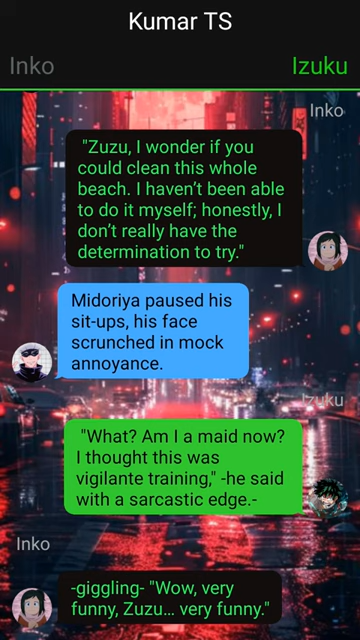 Kumar TS
Inko
Izuku
Inko
"Zuzu, I wonder if you
could clean this whole
beach. I haven’t been able
to do it myself; honestly, I
don’t really have the
determination to try."
Midoriya paused his
sit-ups, his face
scrunched in mock
annoyance.
Izuku
"What? Am I a maid now?
I thought this was
vigilante training," -he said
with a sarcastic edge.-
Inko
-giggling- "Wow, very
funny, Zuzu... very funny."